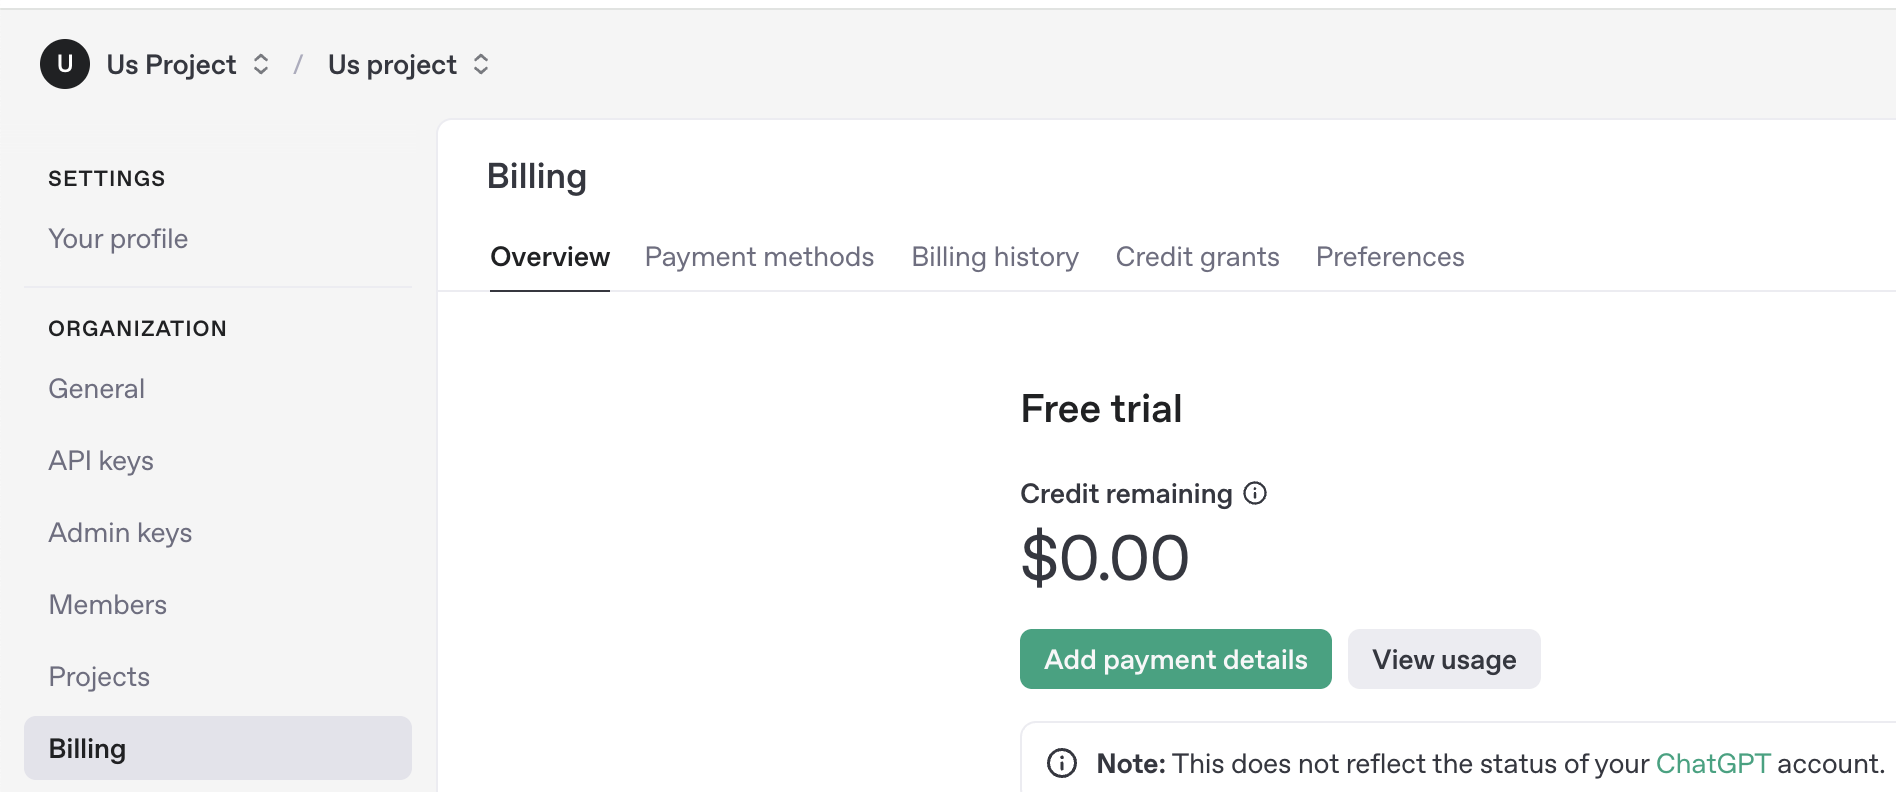 U Us Project / Us project
SETTINGS
Your profile
ORGANIZATION
General
API keys
Admin keys
Members
Projects
Billing
Billing
Overview Payment methods Billing history Credit grants Preferences
Free trial
Credit remaining
$0.00
Add payment details View usage
Note: This does not reflect the status of your ChatGPT account.